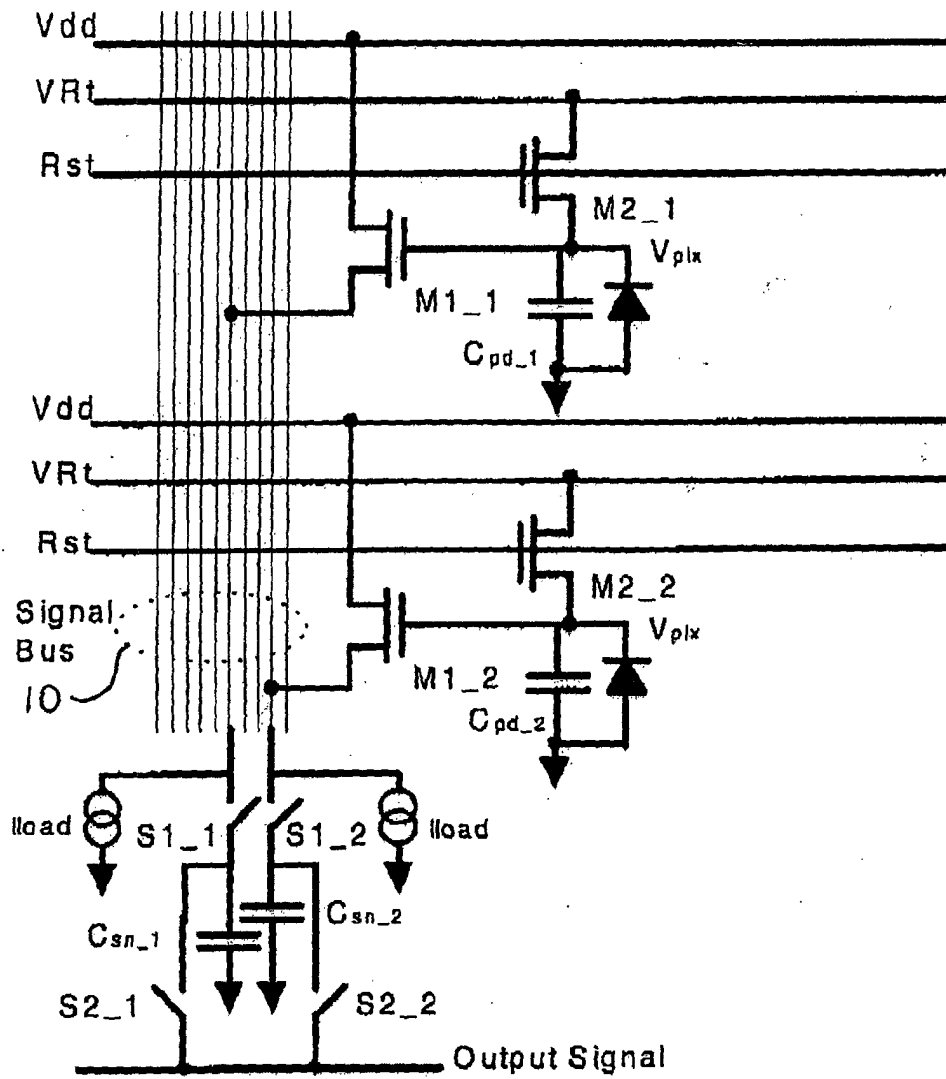 Vdd
VRt
Rst
M2_1
Vpix
M1_1
Cpd_1
Vdd
VRt
Rst
M2_2
Signal
Bus
10
Vpix
M1_2
Cpd_2
Iload
S1_1
S1_2
Iload
Csn_1
Csn_2
S2_1
S2_2
Output Signal